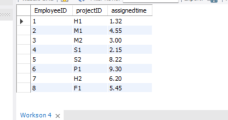 EmployeeID projectID assignedtime
1 H1 1.32
2 M1 4.55
3 M2 3.00
4 S1 2.15
5 S2 8.22
6 P1 9.30
7 H2 6.20
8 F1 5.45
Workson 4 ×